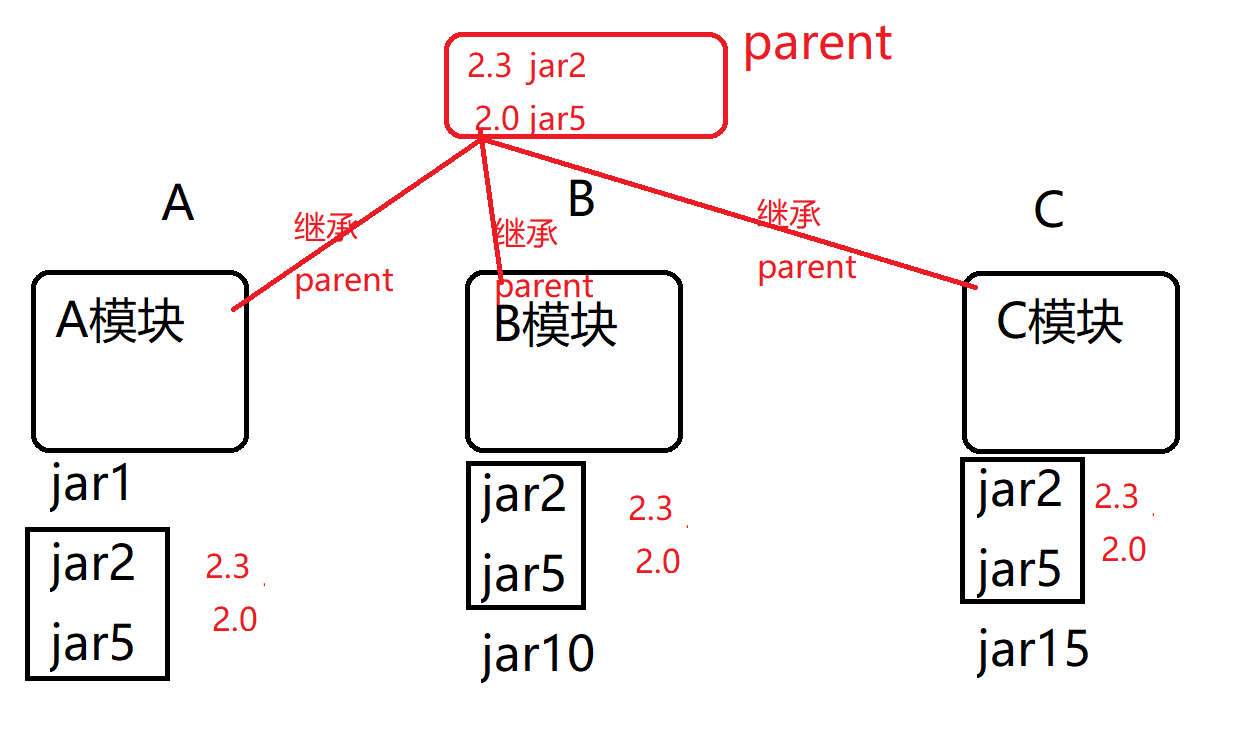 parent
2.3 jar2
2.0 jar5
A
B
C
继承
parent
继承
parent
继承
parent
A模块
B模块
C模块
jar1
jar2
2.3
jar5
2.0
jar2
2.3
jar5
2.0
jar10
jar2
2.3
jar5
2.0
jar15